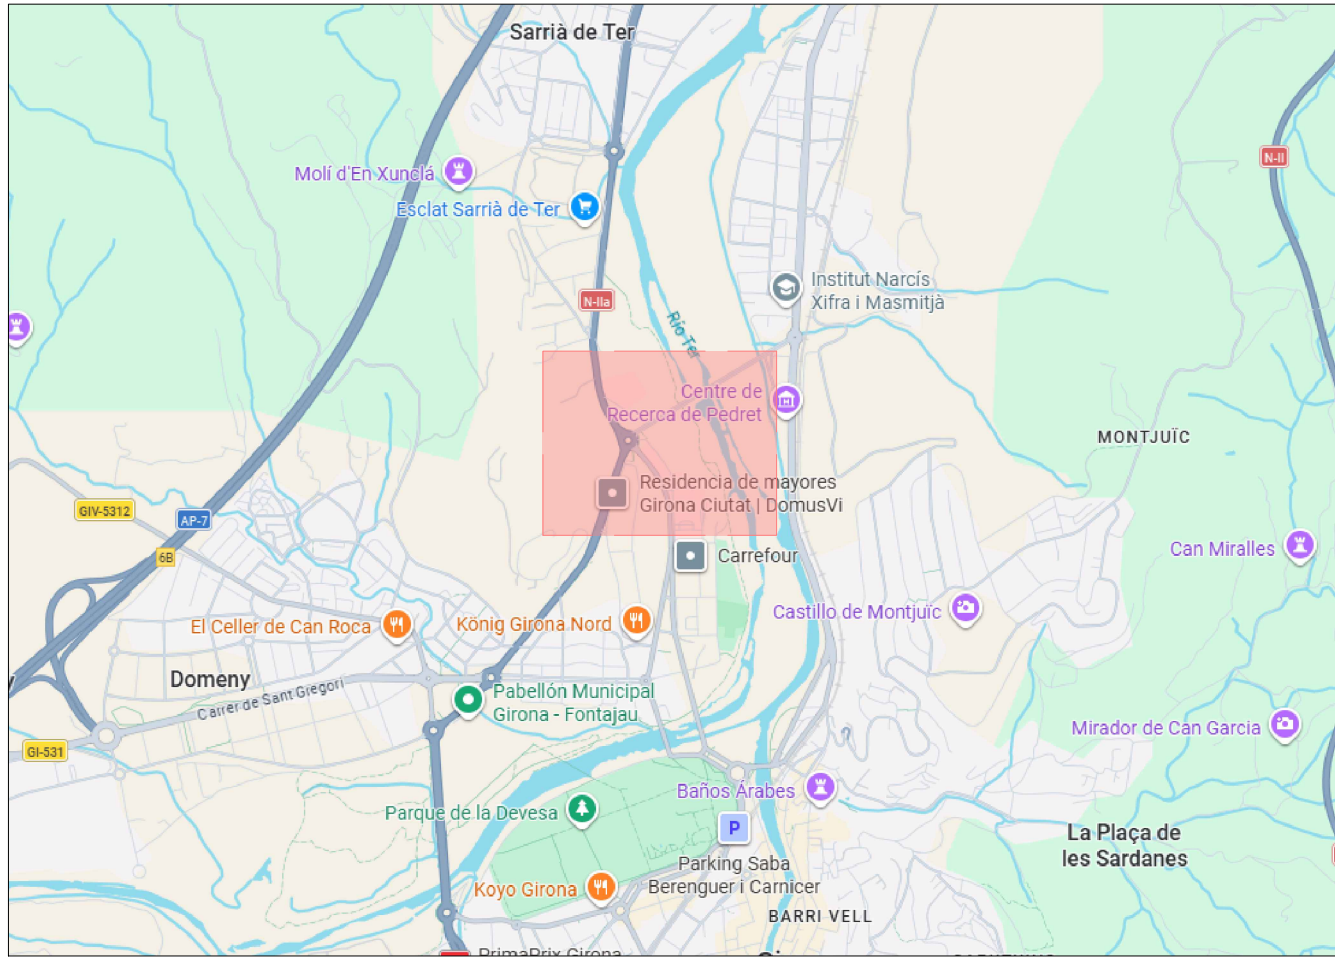 Sarrià de Ter
Molí d'En Xunclá
Esclat Sarrià de Ter
N-II
N-IIa
Institut Narcís
Xifra i Masmitjà
Río Ter
Centre de
Recerca de Pedret
MONTJUÏC
Residencia de mayores
Girona Ciutat | DomusVi
GIV-5312
AP-7
6B
Carrefour
Can Miralles
Castillo de Montjuïc
El Celler de Can Roca
König Girona Nord
Domeny
Carrer de Sant Gregori
Pabellón Municipal
Girona - Fontajau
Mirador de Can Garcia
GI-531
Baños Árabes
Parque de la Devesa
P
La Plaça de
les Sardanes
Parking Saba
Berenguer i Carnicer
Koyo Girona
BARRI VELL
PrimaPrix Girona